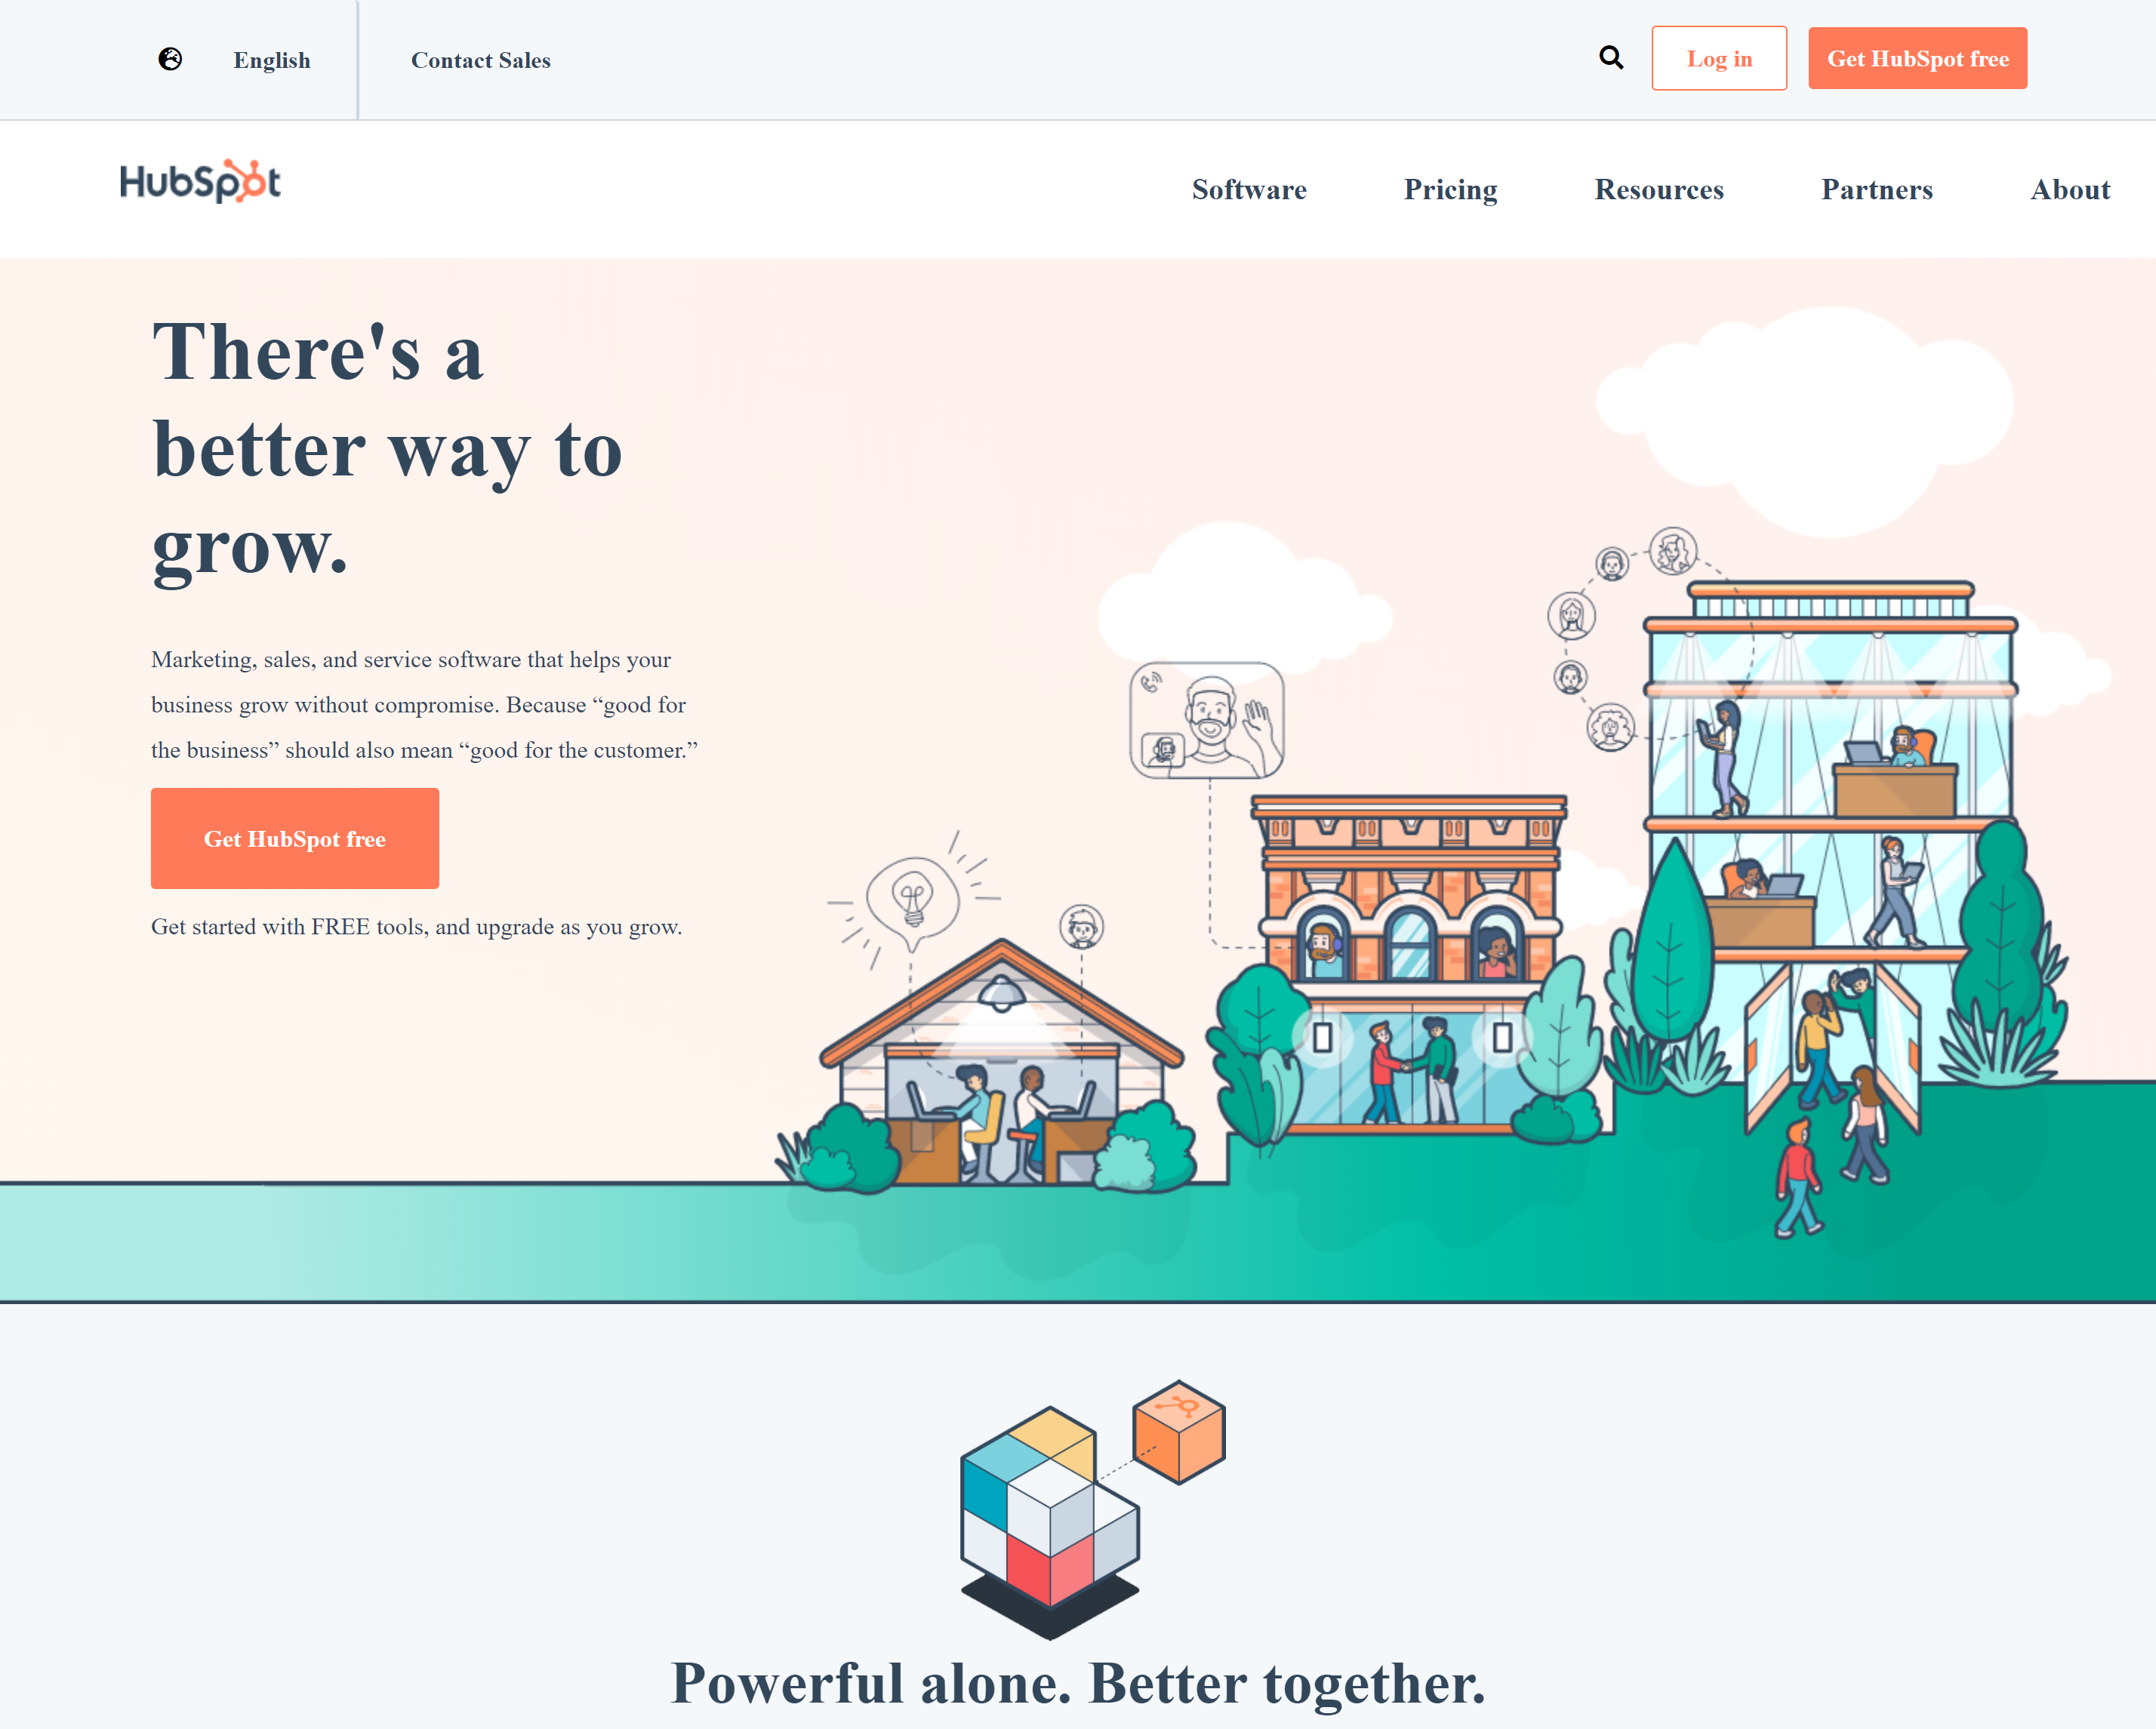 English
Contact Sales
Log in
Get HubSpot free
HubSpot
Software
Pricing
Resources
Partners
About
There's a
better way to
grow.
Marketing, sales, and service software that helps your
business grow without compromise. Because “good for
the business” should also mean “good for the customer.”
Get HubSpot free
Get started with FREE tools, and upgrade as you grow.
Powerful alone. Better together.